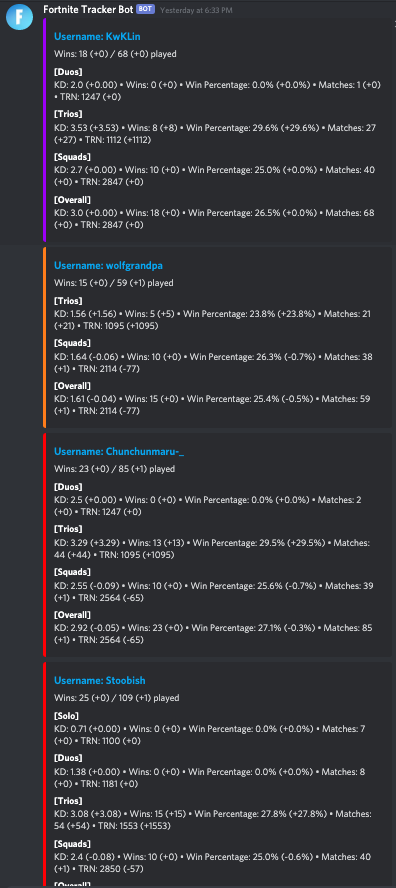 Fortnite Tracker Bot BOT Yesterday at 6:33 PM
Username: KwKLin
Wins: 18 (+0) / 68 (+0) played
[Duos]
KD: 2.0 (+0.00) • Wins: 0 (+0) • Win Percentage: 0.0% (+0.0%) • Matches: 1 (+0)
• TRN: 1247 (+0)
[Trios]
KD: 3.53 (+3.53) • Wins: 8 (+8) • Win Percentage: 29.6% (+29.6%) • Matches: 27
(+27) • TRN: 1112 (+1112)
[Squads]
KD: 2.7 (+0.00) • Wins: 10 (+0) • Win Percentage: 25.0% (+0.0%) • Matches: 40
(+0) • TRN: 2847 (+0)
[Overall]
KD: 3.0 (+0.00) • Wins: 18 (+0) • Win Percentage: 26.5% (+0.0%) • Matches: 68
(+0) • TRN: 2847 (+0)
Username: wolfgrandpa
Wins: 15 (+0) / 59 (+1) played
[Trios]
KD: 1.56 (+1.56) • Wins: 5 (+5) • Win Percentage: 23.8% (+23.8%) • Matches: 21
(+21) • TRN: 1095 (+1095)
[Squads]
KD: 1.64 (-0.06) • Wins: 10 (+0) • Win Percentage: 26.3% (-0.7%) • Matches: 38
(+1) • TRN: 2114 (-77)
[Overall]
KD: 1.61 (-0.04) • Wins: 15 (+0) • Win Percentage: 25.4% (-0.5%) • Matches: 59
(+1) • TRN: 2114 (-77)
Username: Chunchunmaru-_
Wins: 23 (+0) / 85 (+1) played
[Duos]
KD: 2.5 (+0.00) • Wins: 0 (+0) • Win Percentage: 0.0% (+0.0%) • Matches: 2
(+0) • TRN: 1247 (+0)
[Trios]
KD: 3.29 (+3.29) • Wins: 13 (+13) • Win Percentage: 29.5% (+29.5%) • Matches:
44 (+44) • TRN: 1095 (+1095)
[Squads]
KD: 2.55 (-0.09) • Wins: 10 (+0) • Win Percentage: 25.6% (-0.7%) • Matches: 39
(+1) • TRN: 2564 (-65)
[Overall]
KD: 2.92 (-0.05) • Wins: 23 (+0) • Win Percentage: 27.1% (-0.3%) • Matches: 85
(+1) • TRN: 2564 (-65)
Username: Stoobish
Wins: 25 (+0) / 109 (+1) played
[Solo]
KD: 0.71 (+0.00) • Wins: 0 (+0) • Win Percentage: 0.0% (+0.0%) • Matches: 7
(+0) • TRN: 1100 (+0)
[Duos]
KD: 1.38 (+0.00) • Wins: 0 (+0) • Win Percentage: 0.0% (+0.0%) • Matches: 8
(+0) • TRN: 1181 (+0)
[Trios]
KD: 3.08 (+3.08) • Wins: 15 (+15) • Win Percentage: 27.8% (+27.8%) • Matches:
54 (+54) • TRN: 1553 (+1553)
[Squads]
KD: 2.4 (-0.08) • Wins: 10 (+0) • Win Percentage: 25.0% (-0.6%) • Matches: 40
(+1) • TRN: 2850 (-57)
[Overall]